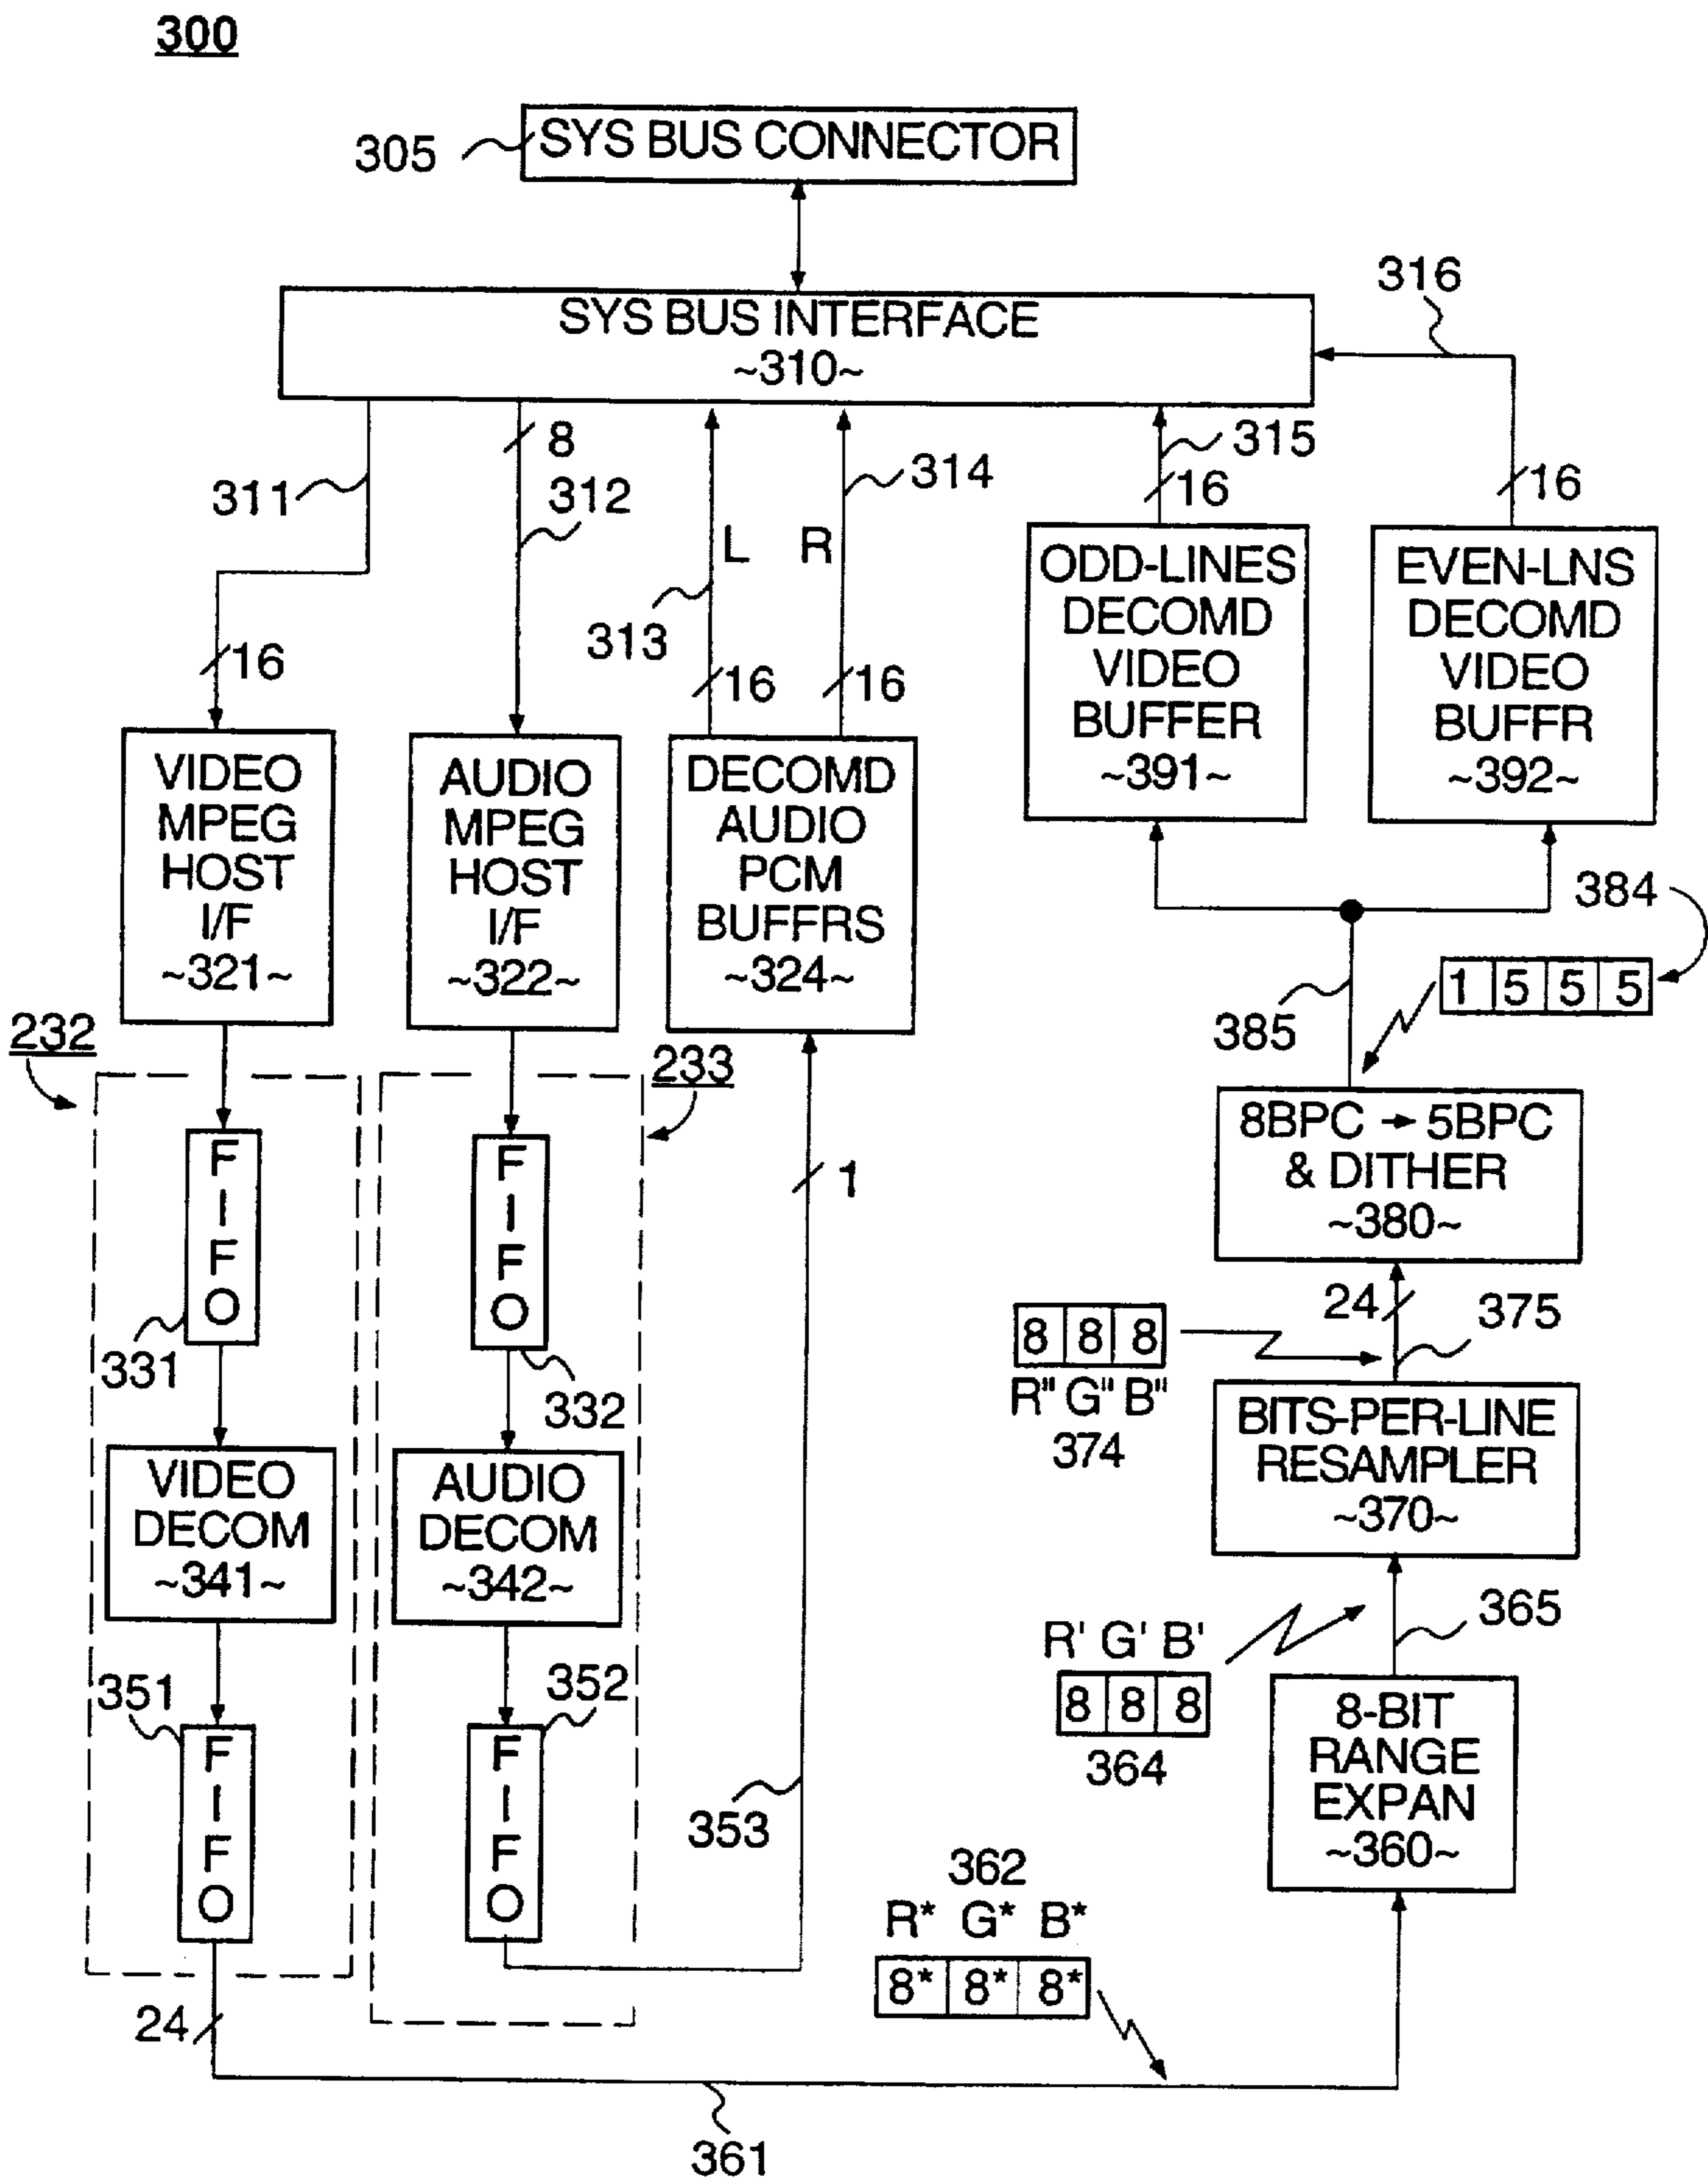 300
305
SYS BUS CONNECTOR
316
SYS BUS INTERFACE
~310~
8
315
314
311
312
16
16
L
R
313
16
16
16
ODD-LINES
DECOMD
VIDEO
BUFFER
~391~
EVEN-LNS
DECOMD
VIDEO
BUFFR
~392~
VIDEO
MPEG
HOST
I/F
~321~
AUDIO
MPEG
HOST
I/F
~322~
DECOMD
AUDIO
PCM
BUFFRS
~324~
384
1 5 5 5
385
232
233
8BPC → 5BPC
& DITHER
~380~
F
I
F
O
331
F
I
F
O
332
1
24
375
8 8 8
R" G" B"
374
BITS-PER-LINE
RESAMPLER
~370~
VIDEO
DECOM
~341~
AUDIO
DECOM
~342~
365
R' G' B'
8 8 8
364
351
352
8-BIT
RANGE
EXPAN
~360~
F
I
F
O
F
I
F
O
353
362
R* G* B*
8* 8* 8*
24
361